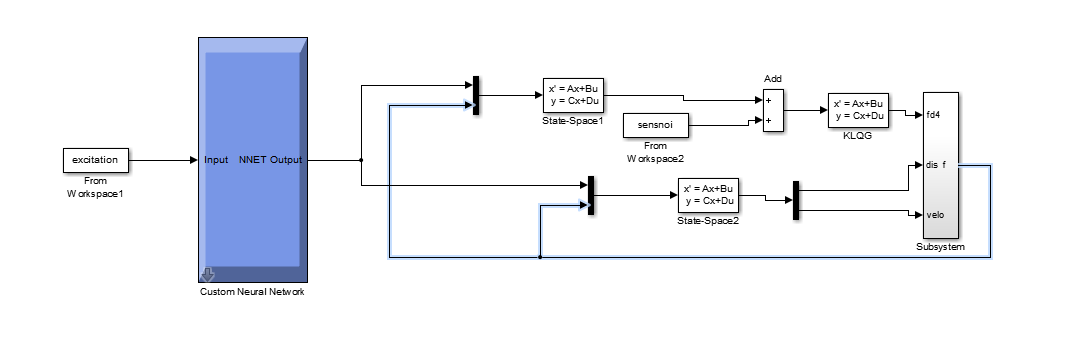 Add
x' = Ax+Bu
y = Cx+Du
State-Space1
+
+
x' = Ax+Bu
y = Cx+Du
KLQG
fd4
sensnoi
From
Workspace2
excitation
From
Workspace1
Input NNET Output
dis f
x' = Ax+Bu
y = Cx+Du
State-Space2
velo
Subsystem
Custom Neural Network